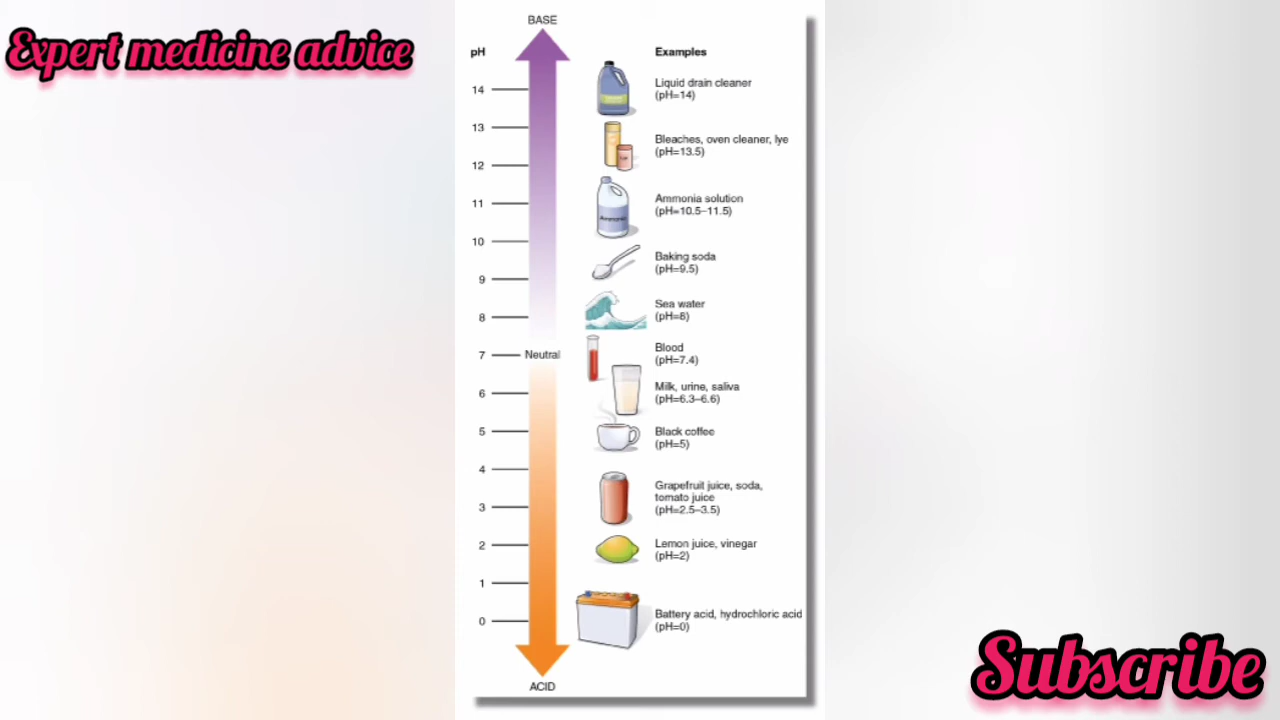 Expert medicine advice
BASE
pH
Examples
14
Liquid drain cleaner
(pH=14)
13
Bleaches, oven cleaner, lye
(pH=13.5)
12
11
Ammonia solution
(pH=10.5–11.5)
Ammonia
10
Baking soda
(pH=9.5)
9
Sea water
(pH=8)
8
Blood
(pH=7.4)
7
Neutral
Milk, urine, saliva
(pH=6.3–6.6)
6
Black coffee
(pH=5)
5
4
Grapefruit juice, soda,
tomato juice
(pH=2.5–3.5)
3
Lemon juice, vinegar
(pH=2)
2
1
Battery acid, hydrochloric acid
(pH=0)
0
ACID
Subscribe